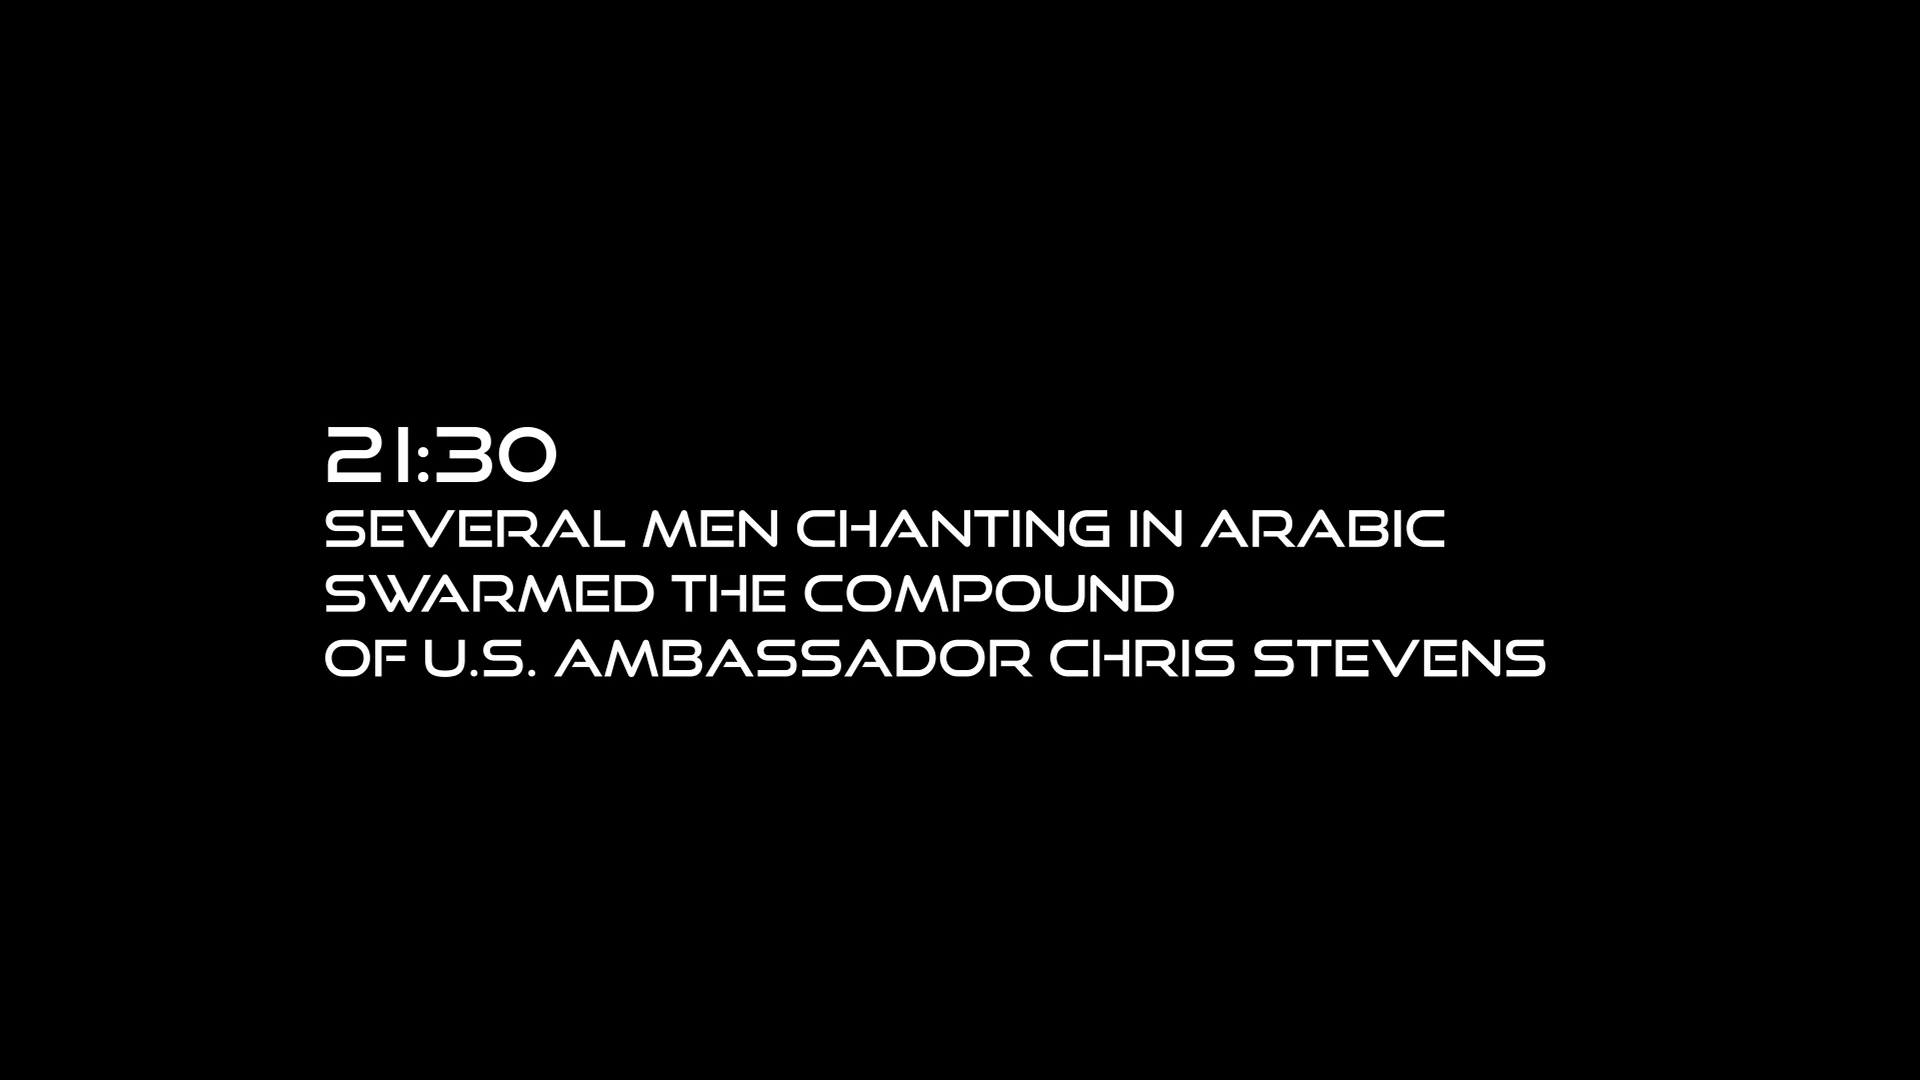 21:30
SEVERAL MEN CHANTING IN ARABIC
SWARMED THE COMPOUND
OF U.S. AMBASSADOR CHRIS STEVENS